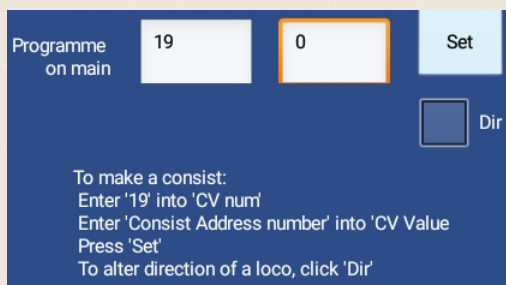 Programme 19 0 Set
on main
Dir
To make a consist:
Enter '19' into 'CV num'
Enter 'Consist Address number' into 'CV Value
Press 'Set'
To alter direction of a loco, click 'Dir'